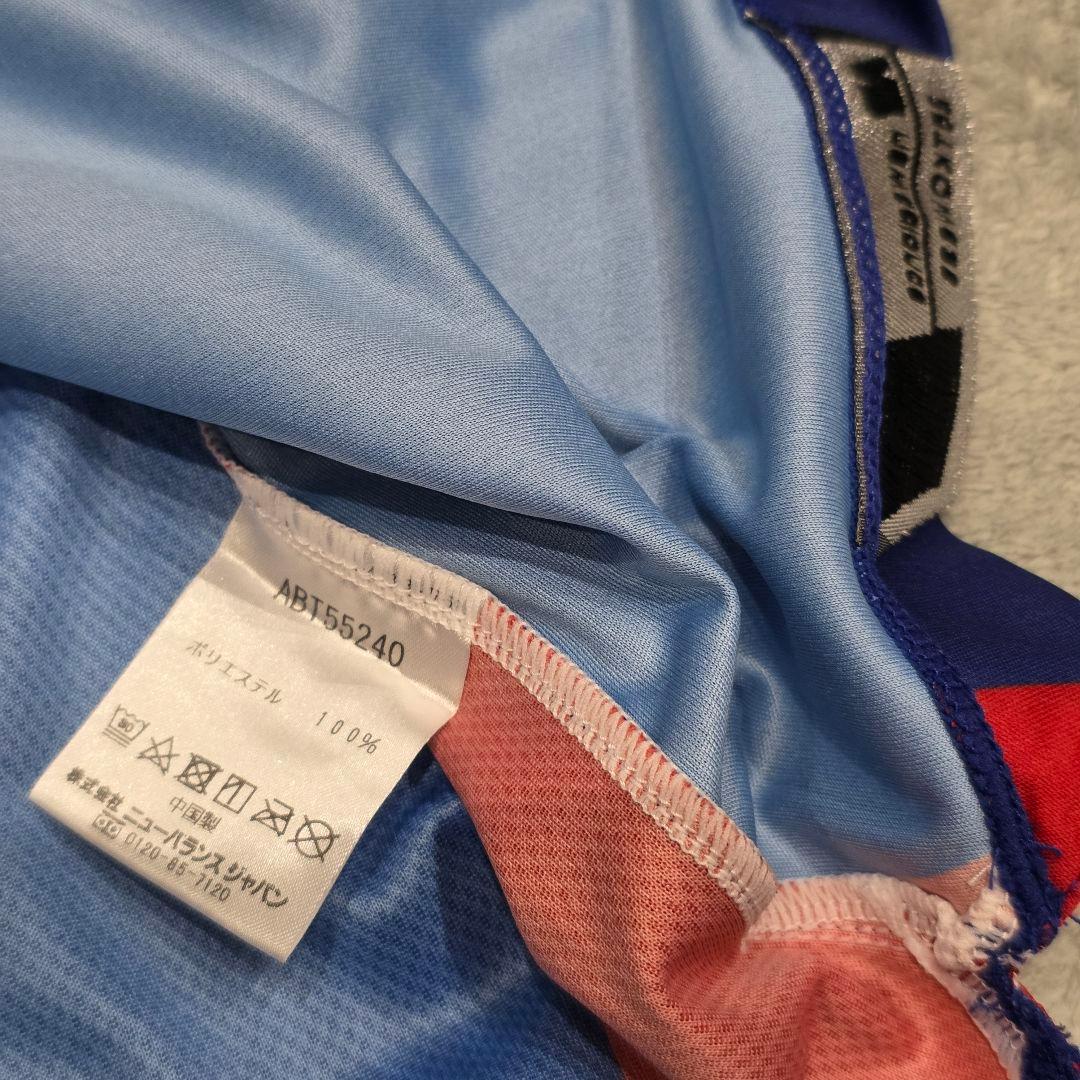 ABT55240
ポリエステル 100%
中国製
株式会社ニューバランス ジャパン
0120-85-7120